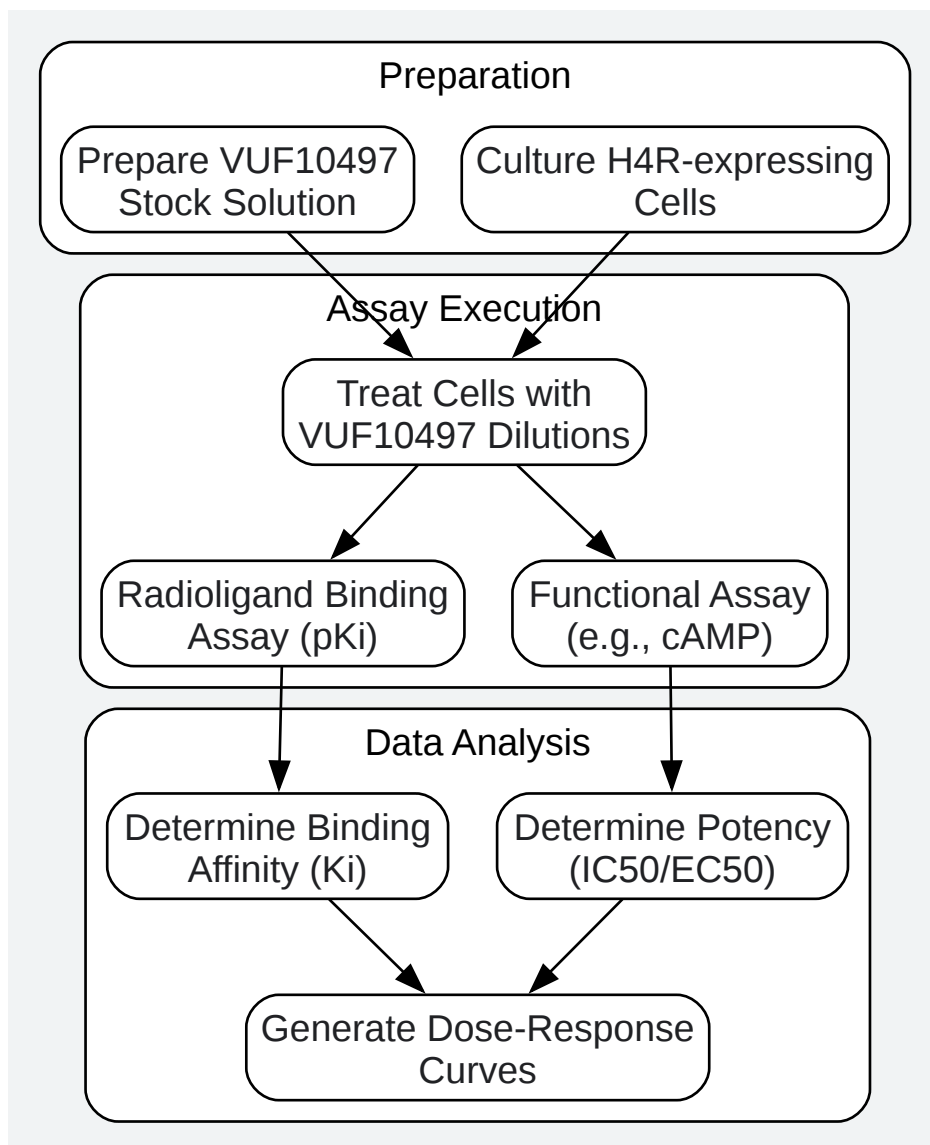 Preparation
Prepare VUF10497
Stock Solution
Culture H4R-expressing
Cells
Assay Execution
Treat Cells with
VUF10497 Dilutions
Radioligand Binding
Assay (pKi)
Functional Assay
(e.g., cAMP)
Data Analysis
Determine Binding
Affinity (Ki)
Determine Potency
(IC50/EC50)
Generate Dose-Response
Curves